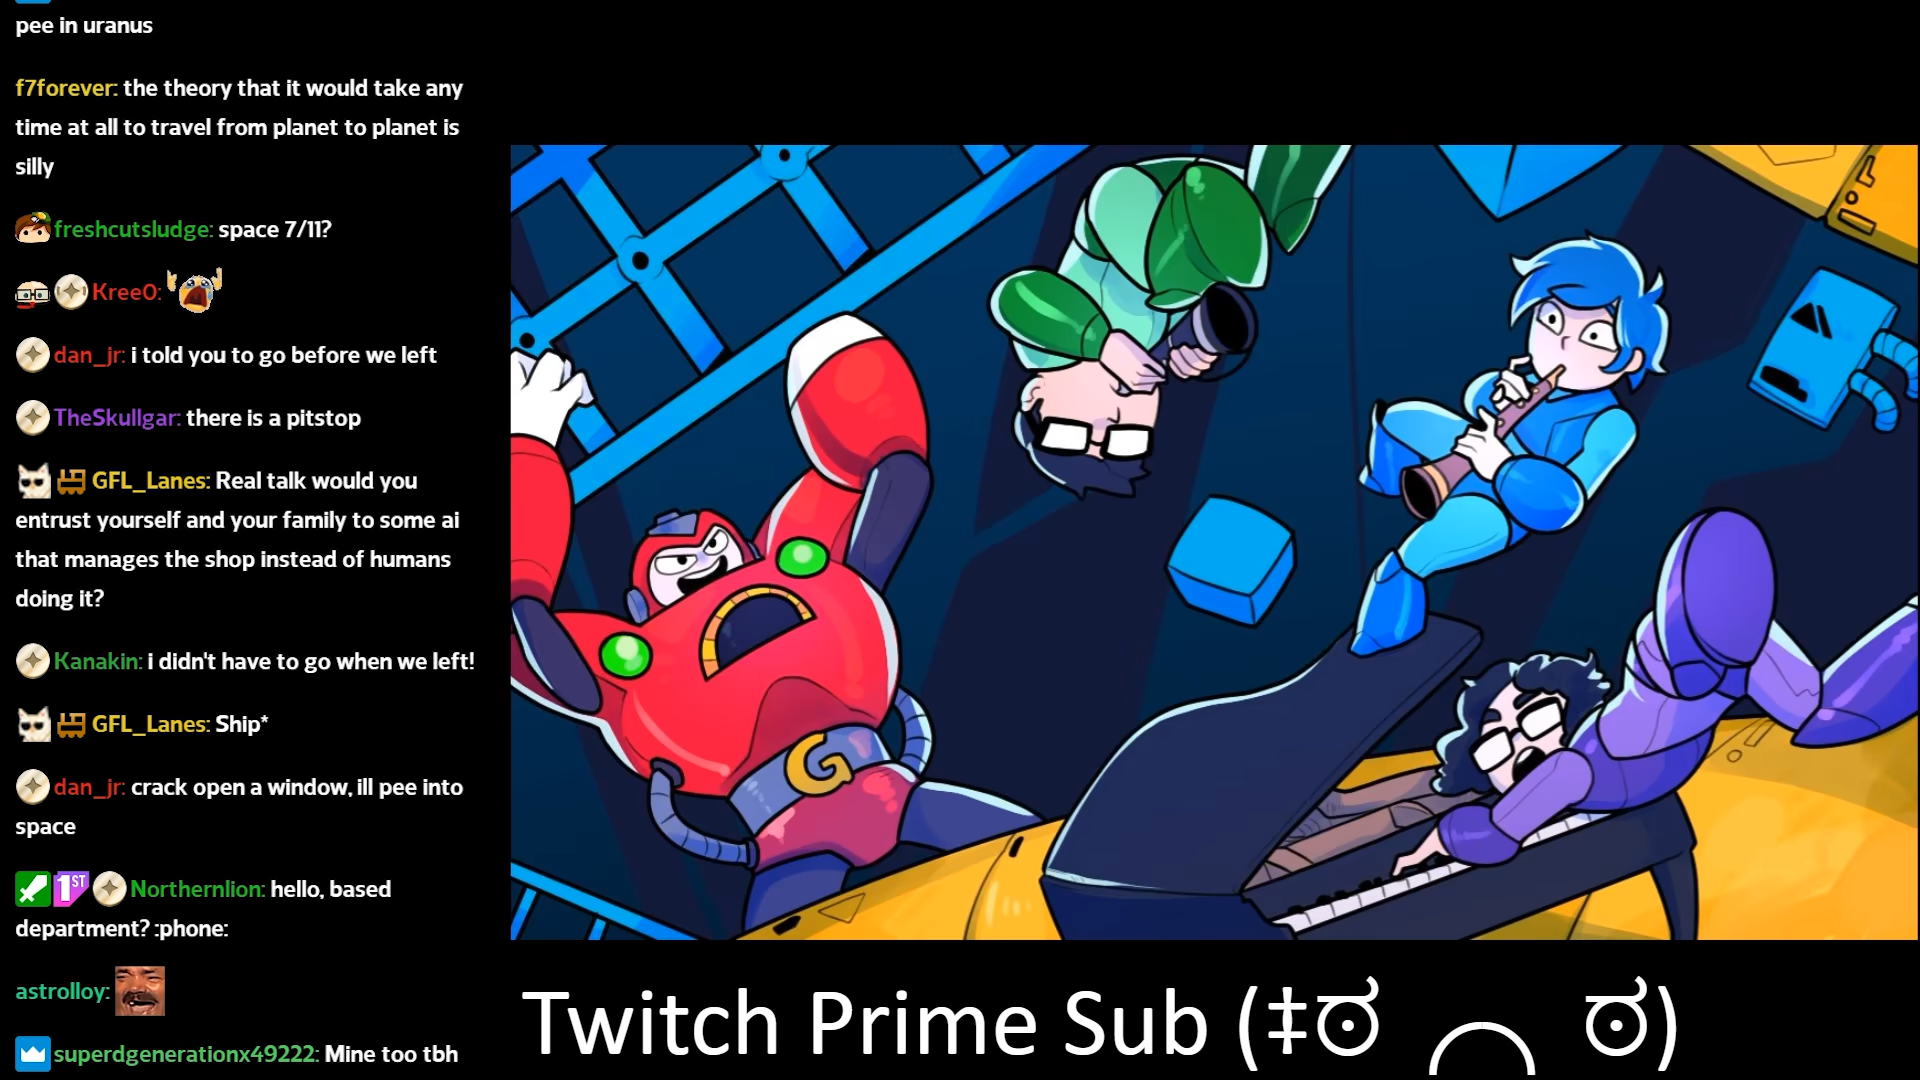 pee in uranus
f7forever: the theory that it would take any
time at all to travel from planet to planet is
silly
freshcutsludge: space 7/11?
Kree0:
dan_jr: i told you to go before we left
TheSkullgar: there is a pitstop
GFL_Lanes: Real talk would you
entrust yourself and your family to some ai
that manages the shop instead of humans
doing it?
Kanakin: i didn't have to go when we left!
GFL_Lanes: Ship*
dan_jr: crack open a window, ill pee into
space
1ST Northernlion: hello, based
department? :phone:
astrolloy:
superdgenerationx49222: Mine too tbh
G
Twitch Prime Sub (‡ಠ ⌒ ಠ)